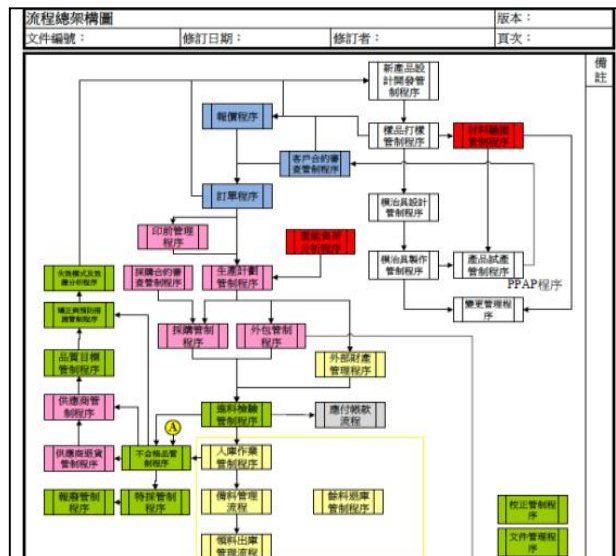 流程總架構圖
版本：
文件編號：
修訂日期：
修訂者：
頁次：
備
註
新產品設
計開發管
制程序
報價程序
樣品打樣
管制程序
材料驗證
管制程序
客戶合約審
查管制程序
訂單程序
模治具設計
管制程序
印前管理
程序
產能負荷
分析程序
模治具製作
管制程序
產品試產
管制程序
PPAP程序
失效模式及效
應分析程序
採購合約審
查管制程序
生產計劃
管制程序
變更管理程
序
矯正與預防措
施管制程序
採購管制
程序
外包管制
程序
品質目標
管制程序
外部財產
管理程序
供應商管
制程序
進料檢驗
管制程序
應付帳款
流程
A
供應商退貨
管制程序
不合格品管
制程序
入庫作業
管制程序
報廢管制
程序
特採管制
程序
備料管理
流程
餘料退庫
管制程序
校正管制程
序
領料出庫
管理流程
文件管理程
序